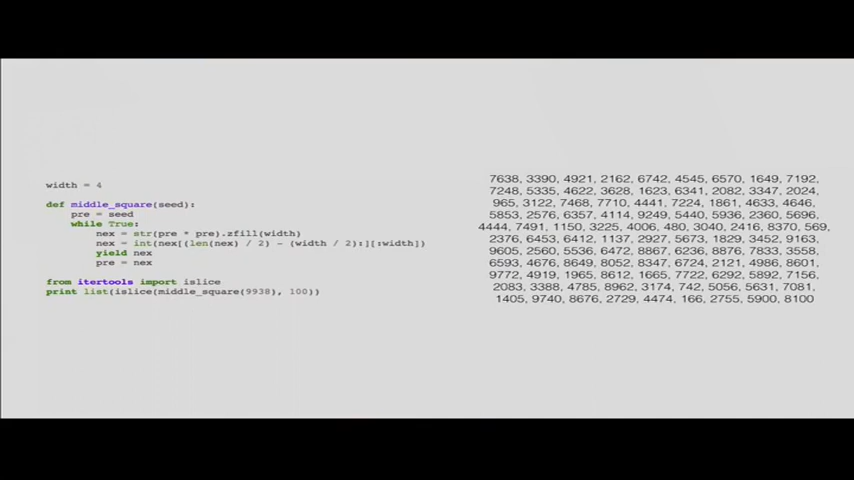 width = 4
def middle_square(seed):
pre = seed
while True:
nex = str(pre * pre).zfill(width)
nex = int(nex[(len(nex) / 2) - (width / 2):][:width])
yield nex
pre = nex
from itertools import islice
print list(islice(middle_square(9938), 100))
7638, 3390, 4921, 2162, 6742, 4545, 6570, 1649, 7192,
7248, 5335, 4622, 3628, 1623, 6341, 2082, 3347, 2024,
965, 3122, 7468, 7710, 4441, 7224, 1861, 4633, 4646,
5853, 2576, 6357, 4114, 9249, 5440, 5936, 2360, 5696,
4444, 7491, 1150, 3225, 4006, 480, 3040, 2416, 8370, 569,
2376, 6453, 6412, 1137, 2927, 5673, 1829, 3452, 9163,
9605, 2560, 5536, 6472, 8867, 6236, 8876, 7833, 3558,
6593, 4676, 8649, 8052, 8347, 6724, 2121, 4986, 8601,
9772, 4919, 1965, 8612, 1665, 7722, 6292, 5892, 7156,
2083, 3388, 4785, 8962, 3174, 742, 5056, 5631, 7081,
1405, 9740, 8676, 2729, 4474, 166, 2755, 5900, 8100